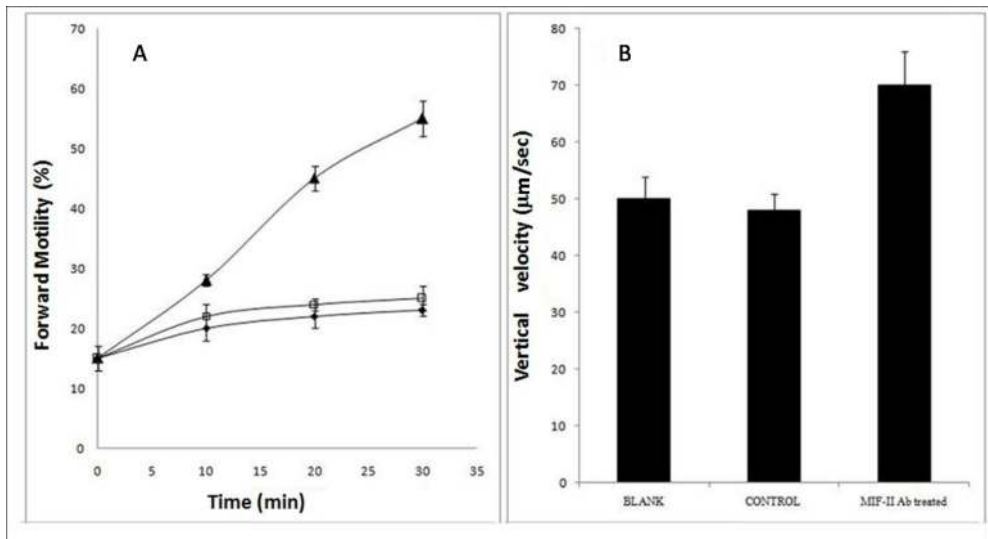 A
70
60
50
40
30
20
10
0
Forward Motility (%)
0 5 10 15 20 25 30 35
Time (min)
B
80
70
60
50
40
30
20
10
0
Vertical velocity (µm/sec)
BLANK CONTROL MIF-II Ab treated